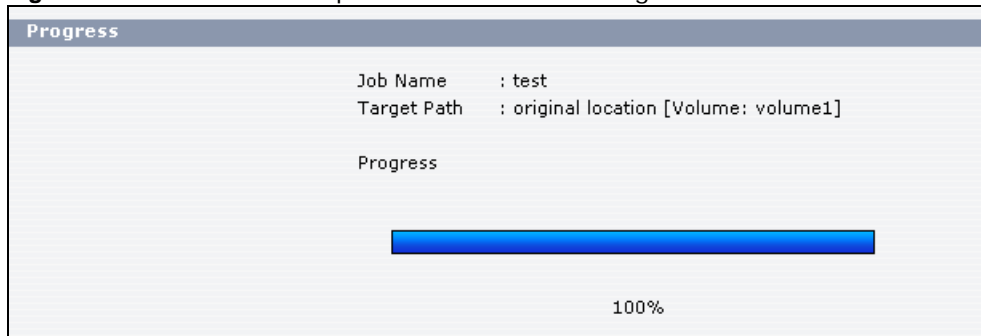 Progress
Job Name : test
Target Path : original location [Volume: volume1]
Progress
100%